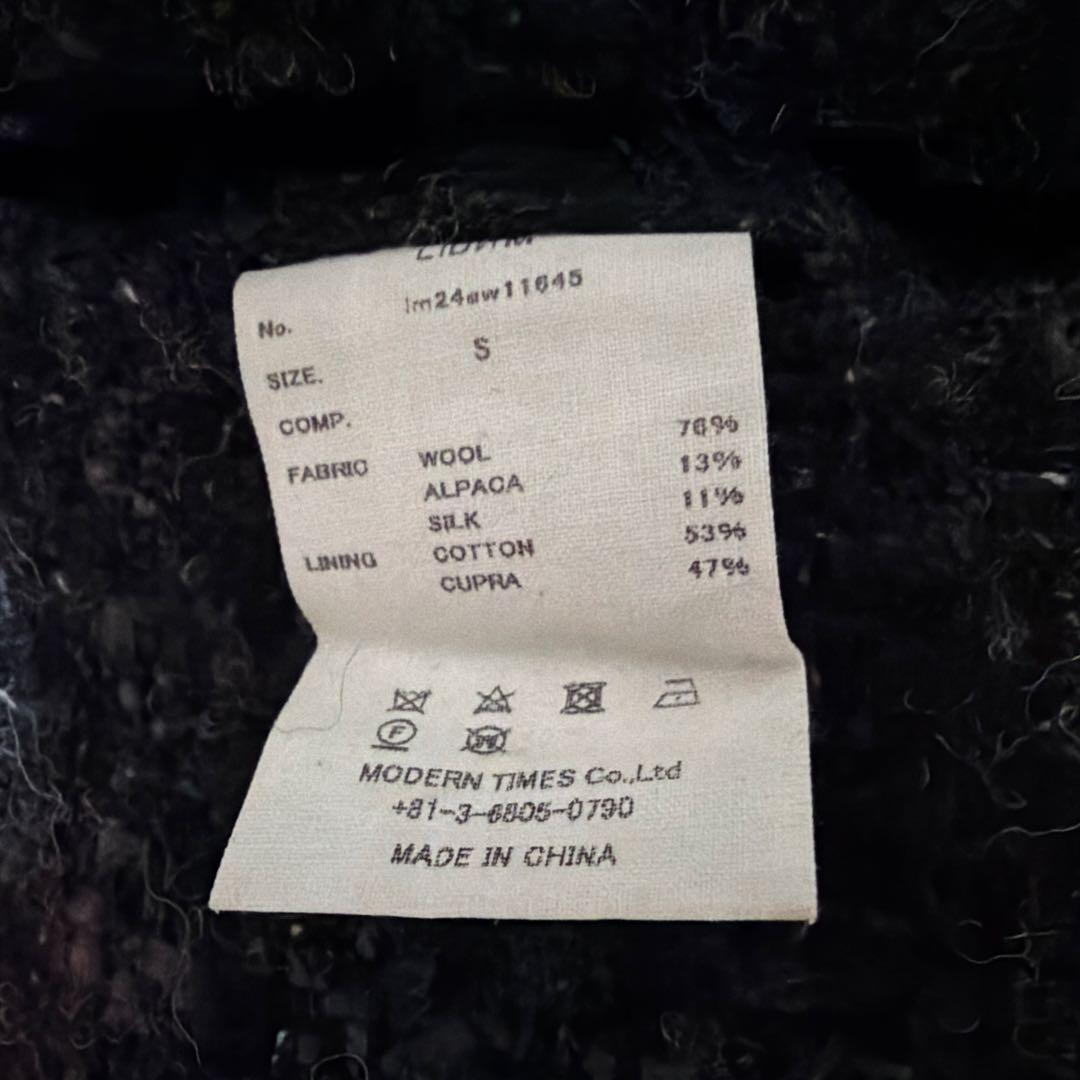 No. lm24aw11645
SIZE. S
COMP.
FABRIC WOOL 76%
ALPACA 13%
SILK 11%
LINING COTTON 53%
CUPRA 47%
F
W
MODERN TIMES Co.,Ltd
+81-3-6805-0790
MADE IN CHINA